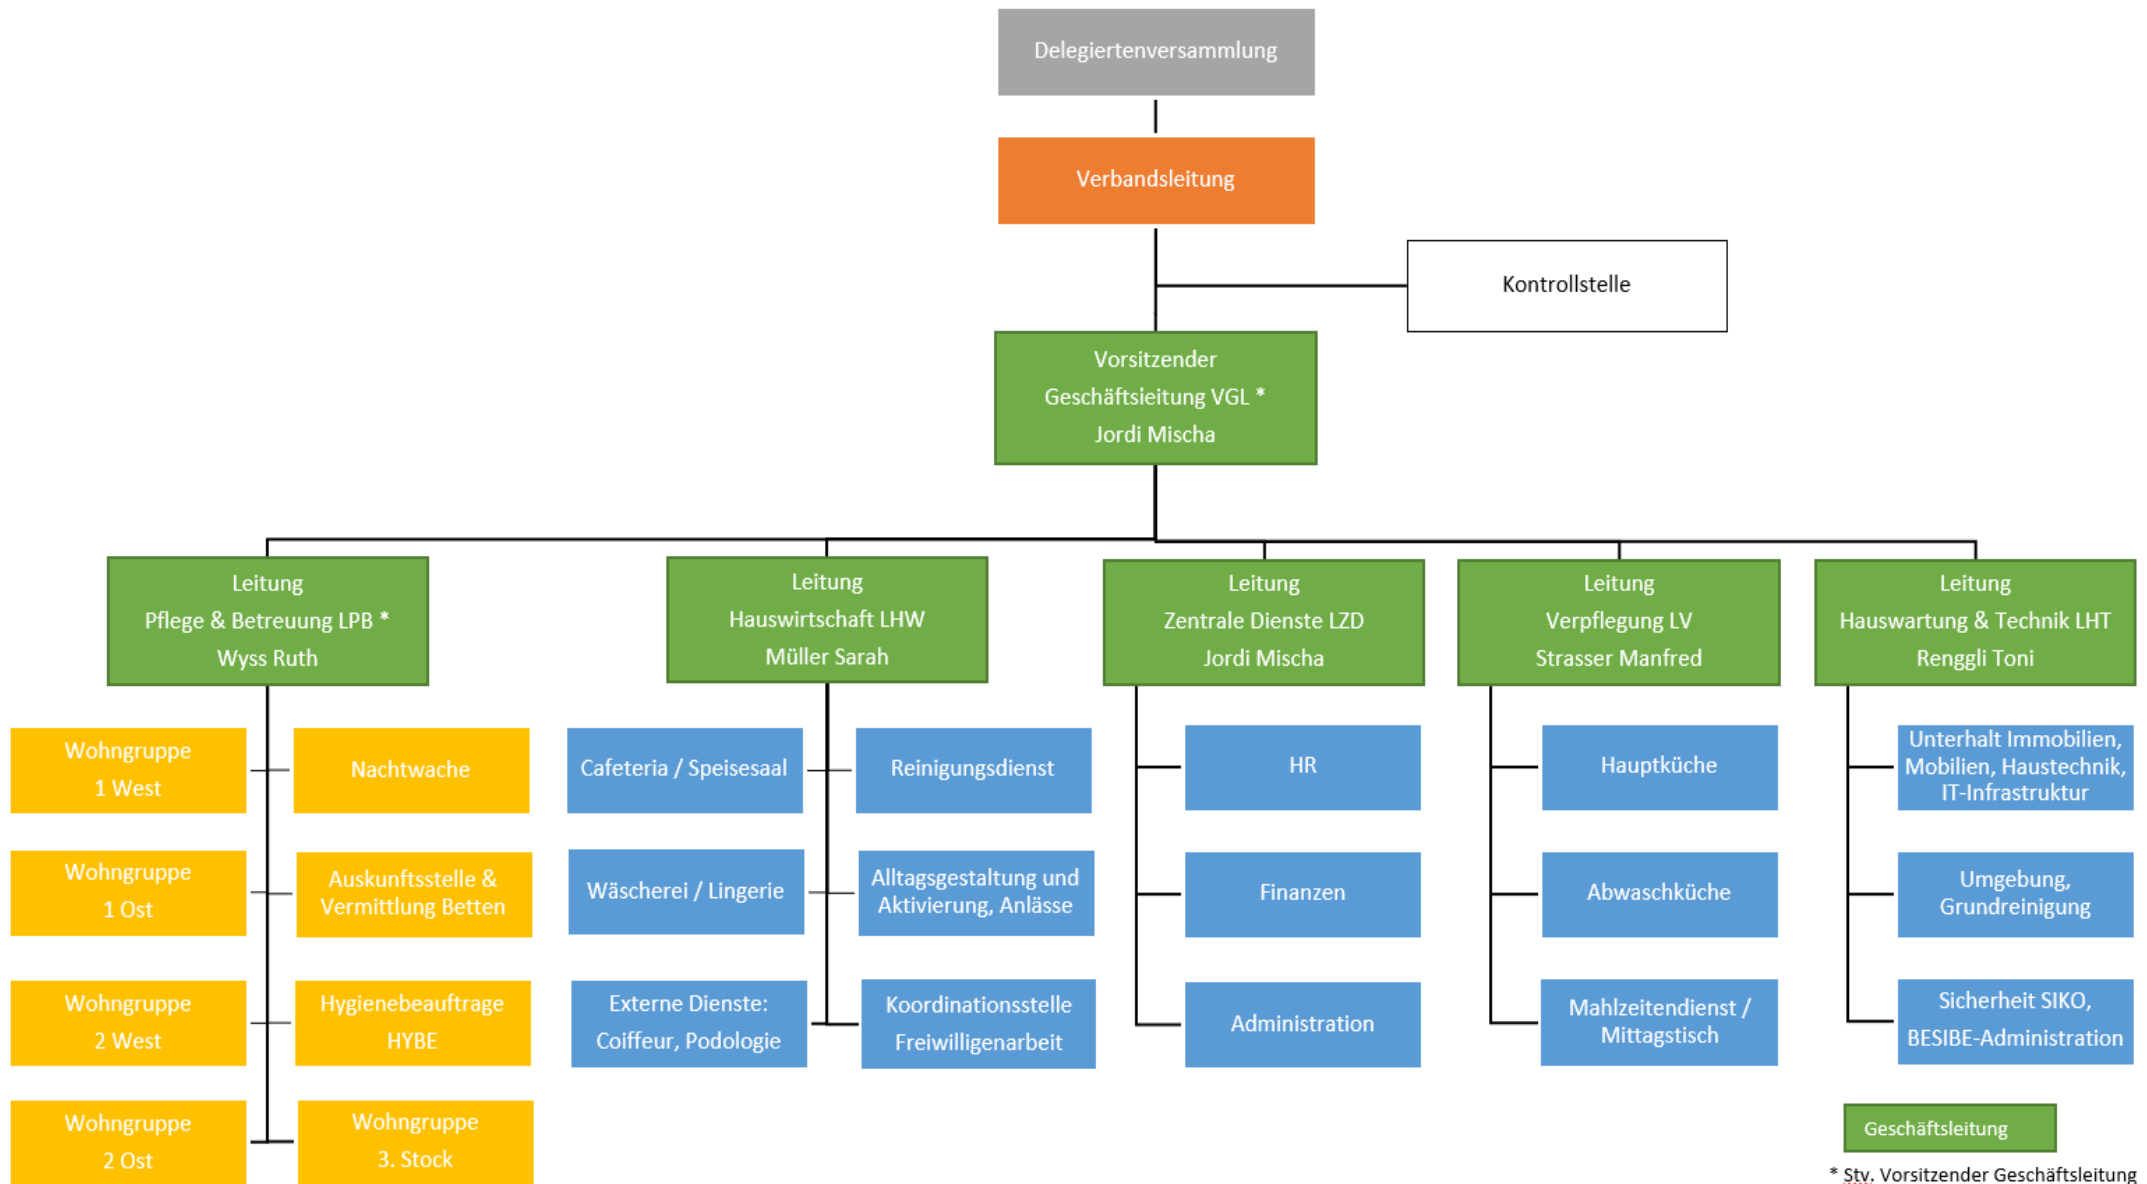 Delegiertenversammlung
Verbandsleitung
Kontrollstelle
Vorsitzender
Geschäftsieitung VGL *
Jordi Mischa
Leitung
Pflege & Betreuung LPB *
Wyss Ruth
Leitung
Hauswirtschaft LHW
Müller Sarah
Leitung
Zentrale Dienste LZD
Jordi Mischa
Leitung
Verpflegung LV
Strasser Manfred
Leitung
Hauswartung & Technik LHT
Renggli Toni
Wohngruppe
1 West
Nachtwache
Wohngruppe
1 Ost
Auskunftsstelle &
Vermittlung Betten
Wohngruppe
2 West
Hygienebeauftrage
HYBE
Wohngruppe
2 Ost
Wohngruppe
3. Stock
Cafeteria / Speisesaal
Reinigungsdienst
Wäscherei / Lingerie
Alltagsgestaltung und
Aktivierung, Anlässe
Externe Dienste:
Coiffeur, Podologie
Koordinationsstelle
Freiwilligenarbeit
HR
Finanzen
Administration
Hauptküche
Abwaschküche
Mahlzeitendienst /
Mittagstisch
Unterhalt Immobilien,
Mobilien, Haustechnik,
IT-Infrastruktur
Umgebung,
Grundreinigung
Sicherheit SIKO,
BESIBE-Administration
Geschäftsleitung
* Stv. Vorsitzender Geschäftsleitung